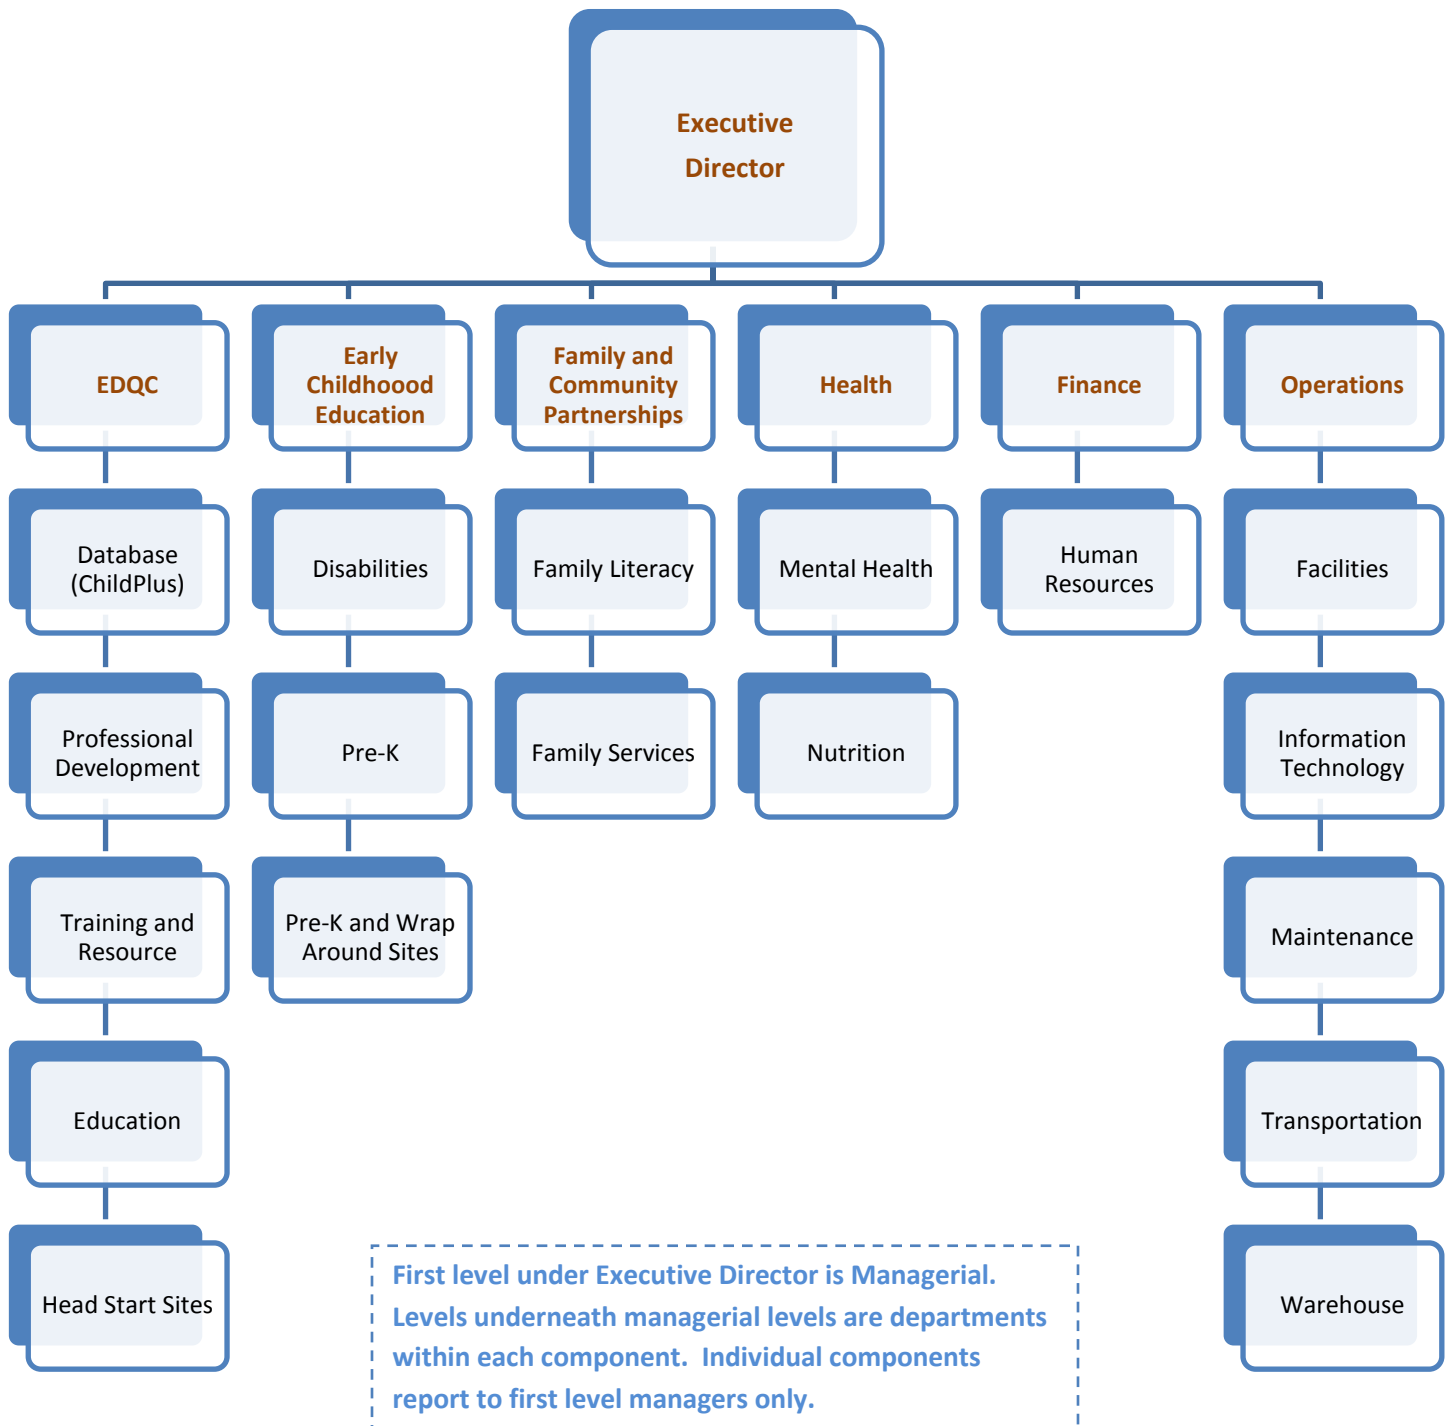 Executive
Director
EDQC
Early
Childhoood
Education
Family and
Community
Partnerships
Health
Finance
Operations
Database
(ChildPlus)
Disabilities
Family Literacy
Mental Health
Human
Resources
Facilities
Professional
Development
Pre-K
Family Services
Nutrition
Information
Technology
Training and
Resource
Pre-K and Wrap
Around Sites
Maintenance
Education
Transportation
Head Start Sites
Warehouse
First level under Executive Director is Managerial.
Levels underneath managerial levels are departments
within each component.  Individual components
report to first level managers only.